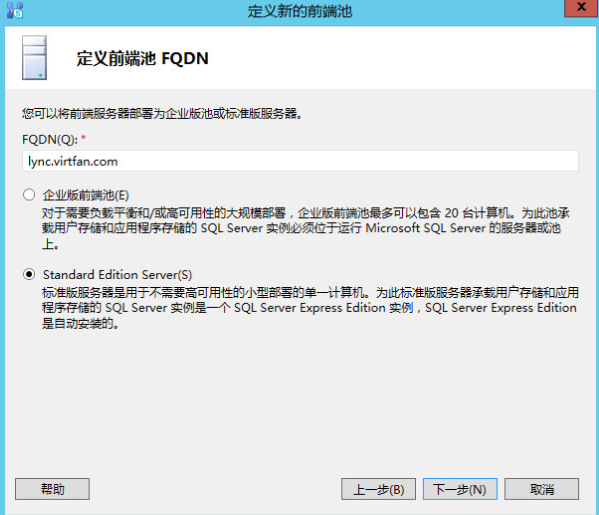 定义新的前端池
x
定义前端池 FQDN
您可以将前端服务器部署为企业版池或标准版服务器。
FQDN(Q): *
lync.virtfan.com
企业版前端池(E)
对于需要负载平衡和/或高可用性的大规模部署，企业版前端池最多可以包含 20 台计算机。为此池承
载用户存储和应用程序存储的 SQL Server 实例必须位于运行 Microsoft SQL Server 的服务器或池
上。
Standard Edition Server(S)
标准版服务器是用于不需要高可用性的小型部署的单一计算机。为此标准版服务器承载用户存储和应用
程序存储的 SQL Server 实例是一个 SQL Server Express Edition 实例，SQL Server Express Edition
是自动安装的。
帮助
上一步(B)
下一步(N)
取消